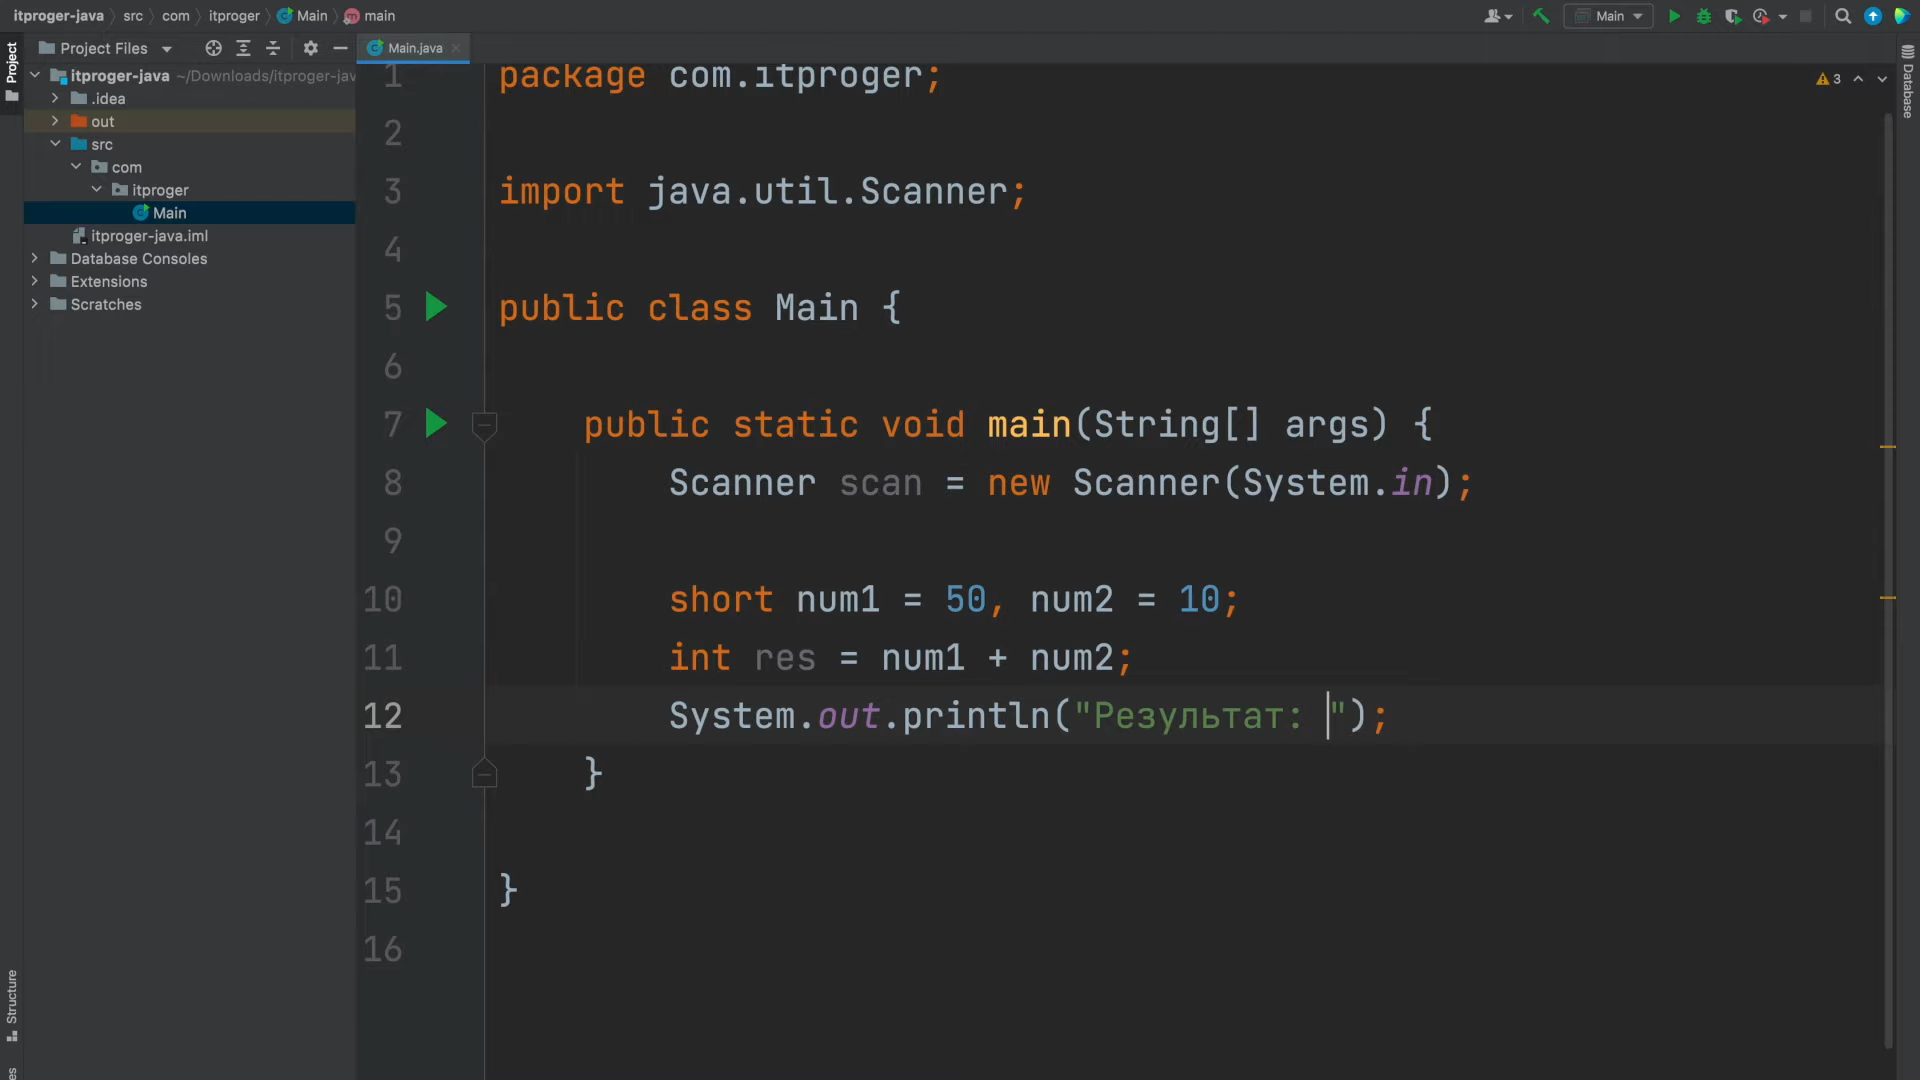 itproger-java src com itproger Main main
Main
Project Files
Main.java
3
Project
Database
Structure
itproger-java ~/Downloads/itproger-jav
.idea
out
src
com
itproger
Main
itproger-java.iml
Database Consoles
Extensions
Scratches
1 package com.itproger;
2
3 import java.util.Scanner;
4
5 public class Main {
6
7 public static void main(String[] args) {
8 Scanner scan = new Scanner(System.in);
9
10 short num1 = 50, num2 = 10;
11 int res = num1 + num2;
12 System.out.println("Результат: ");
13 }
14
15 }
16